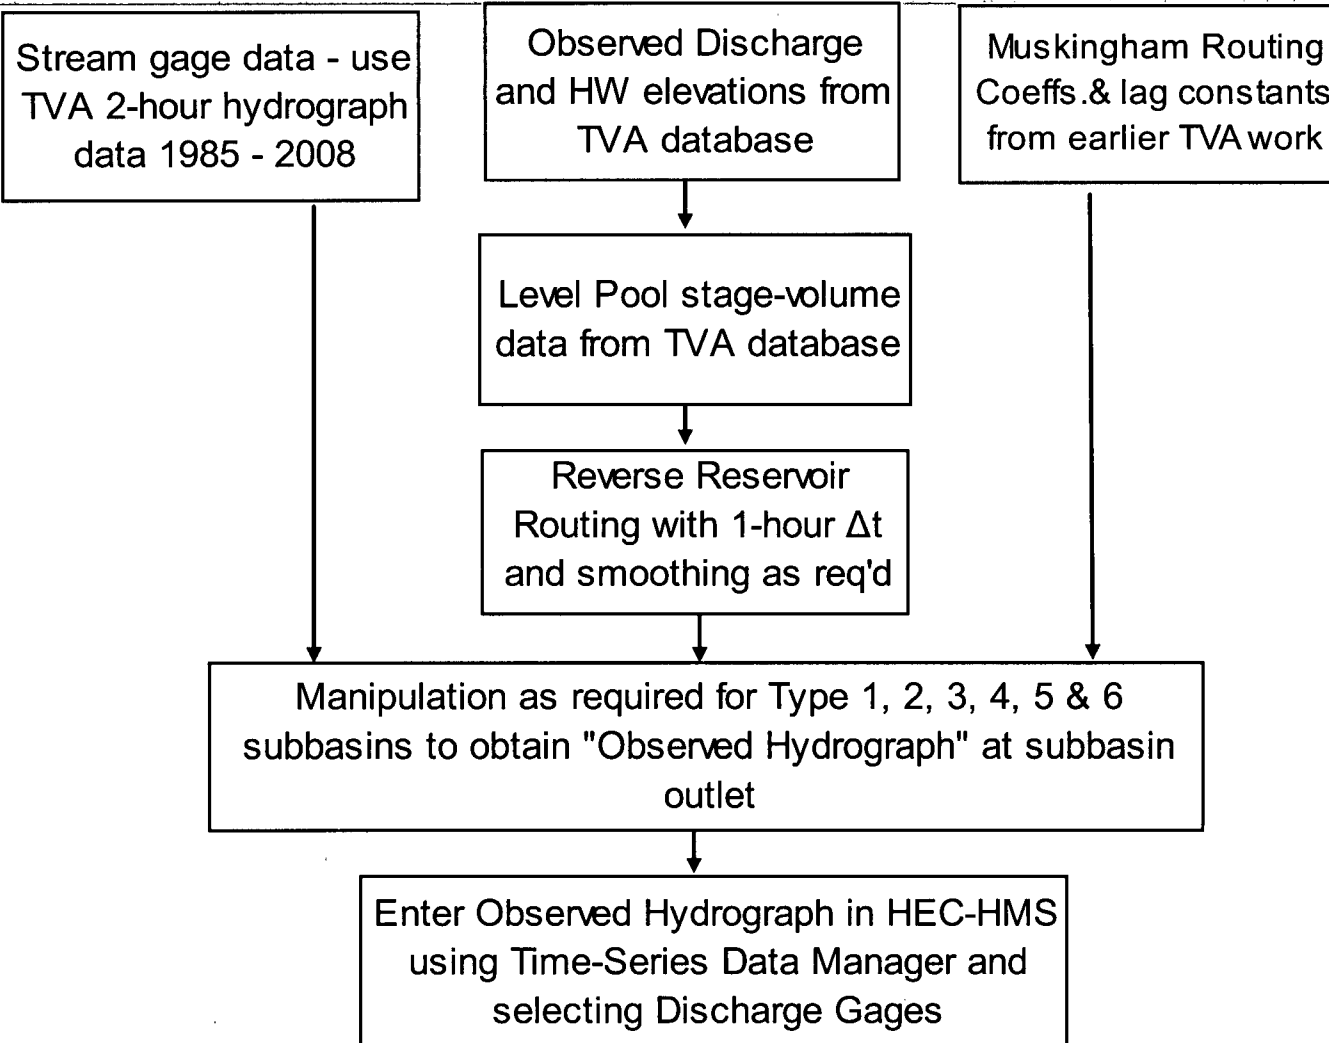 Stream gage data - use
TVA 2-hour hydrograph
data 1985 - 2008
Observed Discharge
and HW elevations from
TVA database
Muskingham Routing
Coeffs.& lag constants
from earlier TVA work
Level Pool stage-volume
data from TVA database
Reverse Reservoir
Routing with 1-hour Δt
and smoothing as req'd
Manipulation as required for Type 1, 2, 3, 4, 5 & 6
subbasins to obtain "Observed Hydrograph" at subbasin
outlet
Enter Observed Hydrograph in HEC-HMS
using Time-Series Data Manager and
selecting Discharge Gages